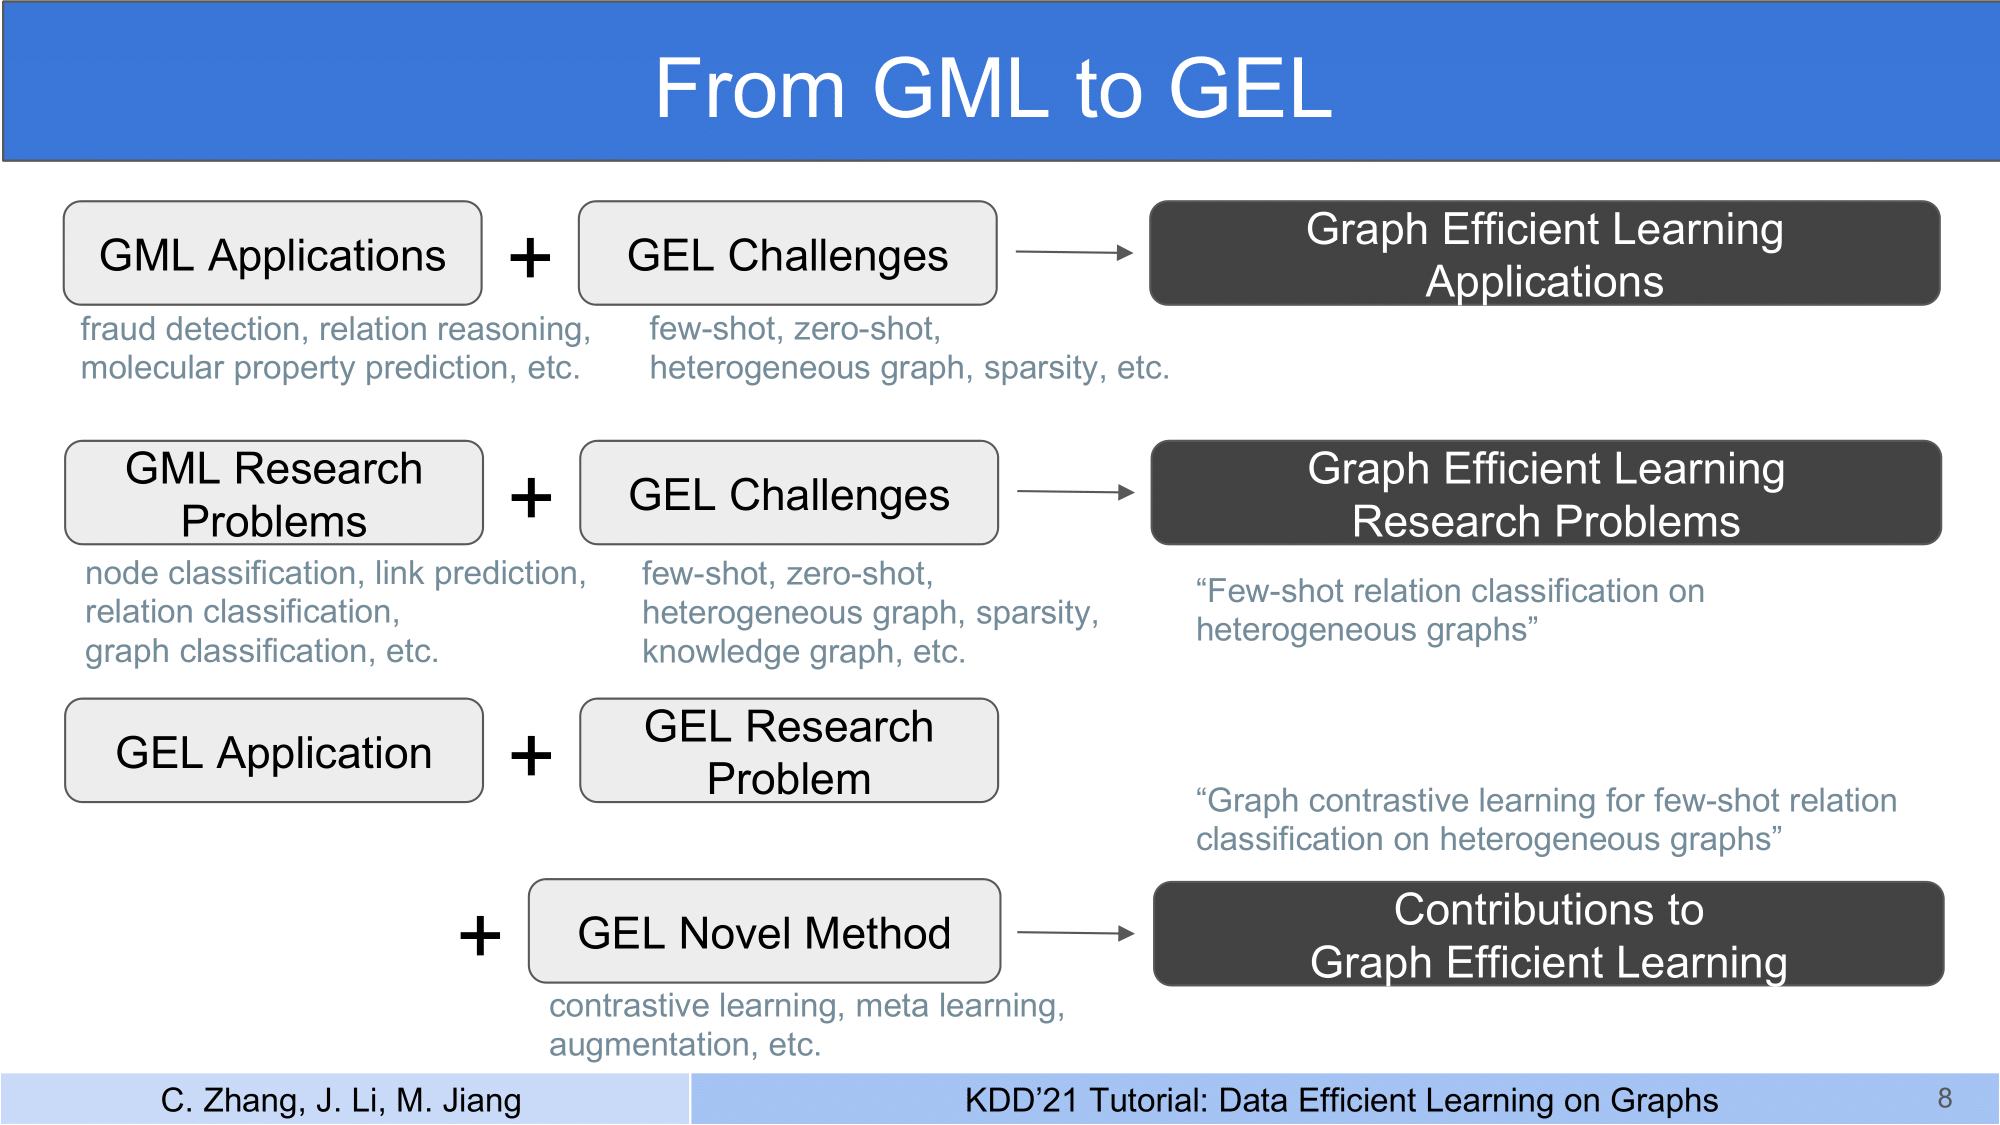 From GML to GEL
GML Applications
+
GEL Challenges
Graph Efficient Learning
Applications
fraud detection, relation reasoning,
molecular property prediction, etc.
few-shot, zero-shot,
heterogeneous graph, sparsity, etc.
GML Research
Problems
+
GEL Challenges
Graph Efficient Learning
Research Problems
node classification, link prediction,
relation classification,
graph classification, etc.
few-shot, zero-shot,
heterogeneous graph, sparsity,
knowledge graph, etc.
“Few-shot relation classification on
heterogeneous graphs”
GEL Application
+
GEL Research
Problem
“Graph contrastive learning for few-shot relation
classification on heterogeneous graphs”
+
GEL Novel Method
Contributions to
Graph Efficient Learning
contrastive learning, meta learning,
augmentation, etc.
C. Zhang, J. Li, M. Jiang
KDD’21 Tutorial: Data Efficient Learning on Graphs
8